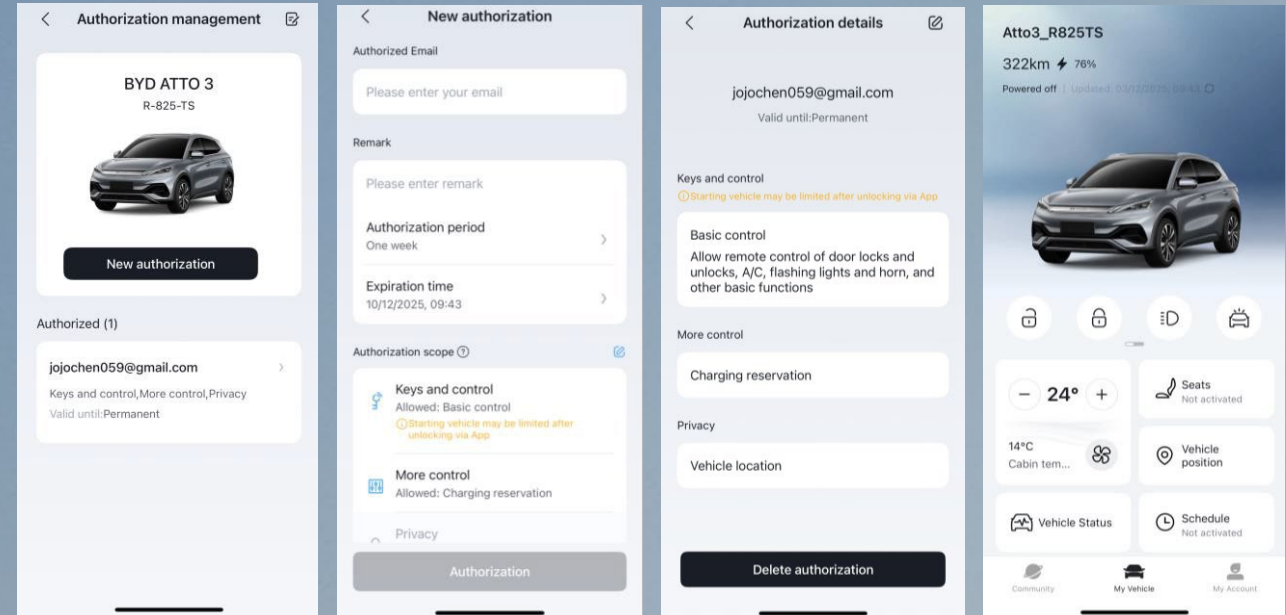 Authorization management
BYD ATTO 3
R-825-TS
New authorization
Authorized (1)
jojochen059@gmail.com
Keys and control,More control,Privacy
Valid until:Permanent
New authorization
Authorized Email
Please enter your email
Remark
Please enter remark
Authorization period
One week
Expiration time
10/12/2025, 09:43
Authorization scope
Keys and control
Allowed: Basic control
Starting vehicle may be limited after
unlocking via App
More control
Allowed: Charging reservation
Privacy
Authorization
Authorization details
jojochen059@gmail.com
Valid until:Permanent
Keys and control
Starting vehicle may be limited after unlocking via App
Basic control
Allow remote control of door locks and
unlocks, A/C, flashing lights and horn, and
other basic functions
More control
Charging reservation
Privacy
Vehicle location
Delete authorization
Atto3_R825TS
322km 76%
Powered off | Updated: 03/12/2025, 09:43
− 24° +
14°C
Cabin tem...
Seats
Not activated
Vehicle
position
Vehicle Status
Schedule
Not activated
Community
My Vehicle
My Account